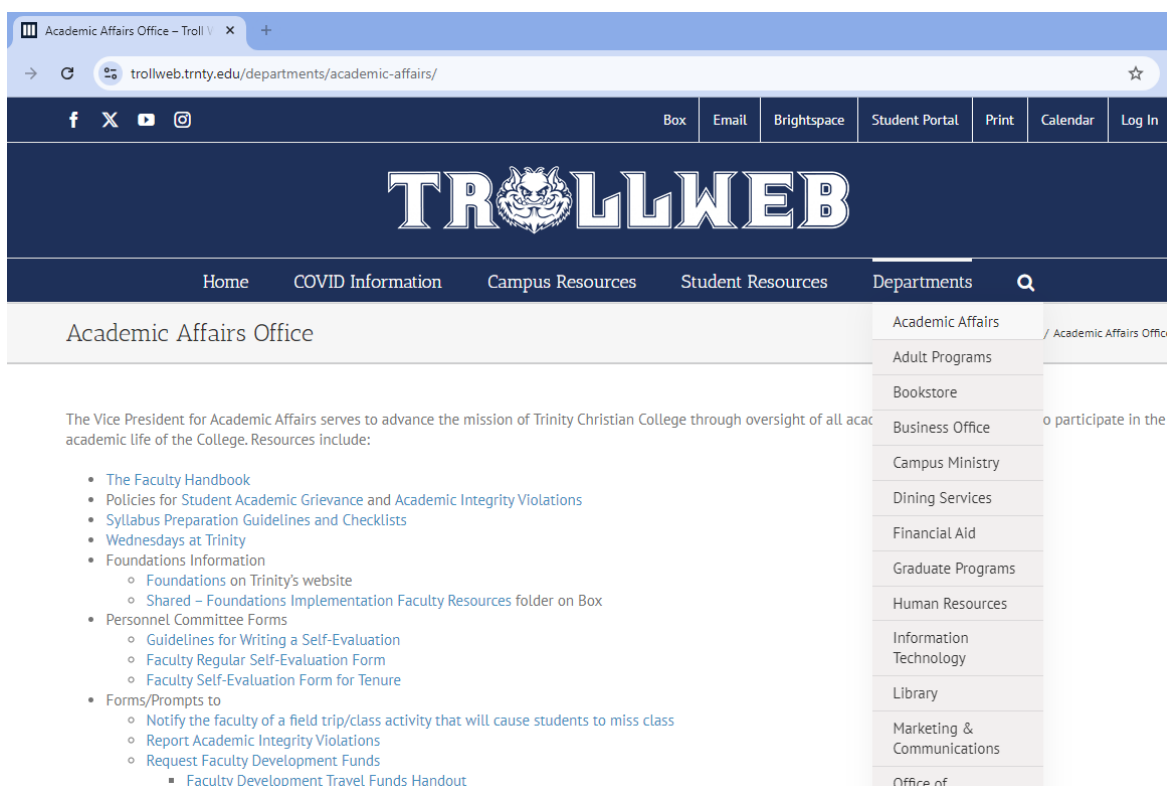 Academic Affairs Office – Troll
trollweb.trnty.edu/departments/academic-affairs/
Box Email Brightspace Student Portal Print Calendar Log In
TROLLWEB
Home COVID Information Campus Resources Student Resources Departments
Academic Affairs Office
/ Academic Affairs Office
Academic Affairs
Adult Programs
Bookstore
Business Office
Campus Ministry
Dining Services
Financial Aid
Graduate Programs
Human Resources
Information
Technology
Library
Marketing &
Communications
Office of
The Vice President for Academic Affairs serves to advance the mission of Trinity Christian College through oversight of all participate in the
academic life of the College. Resources include:
• The Faculty Handbook
• Policies for Student Academic Grievance and Academic Integrity Violations
• Syllabus Preparation Guidelines and Checklists
• Wednesdays at Trinity
• Foundations Information
◦ Foundations on Trinity's website
◦ Shared – Foundations Implementation Faculty Resources folder on Box
• Personnel Committee Forms
◦ Guidelines for Writing a Self-Evaluation
◦ Faculty Regular Self-Evaluation Form
◦ Faculty Self-Evaluation Form for Tenure
• Forms/Prompts to
◦ Notify the faculty of a field trip/class activity that will cause students to miss class
◦ Report Academic Integrity Violations
◦ Request Faculty Development Funds
▪ Faculty Development Travel Funds Handout